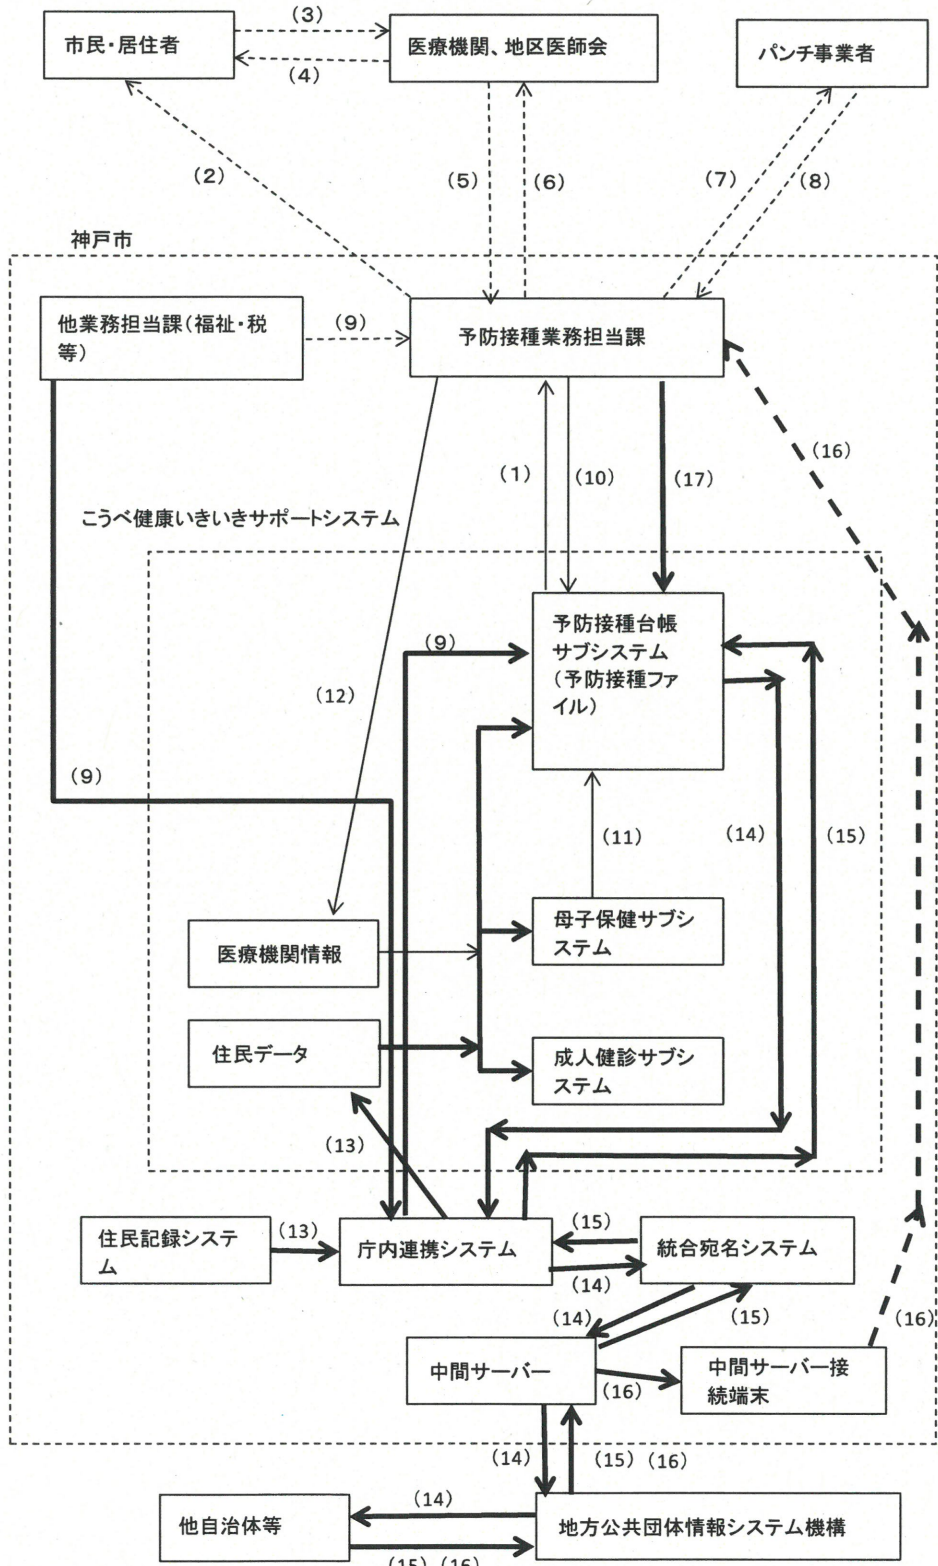 (3)
市民・居住者
医療機関、地区医師会
パンチ事業者
(4)
(2)
(5)
(6)
(7)
(8)
神戸市
他業務担当課(福祉・税
等)
(9)
予防接種業務担当課
(16)
(1)
(10)
(17)
こうべ健康いきいきサポートシステム
予防接種台帳
サブシステム
(予防接種ファ
イル)
(9)
(12)
(9)
(11)
(14)
(15)
医療機関情報
母子保健サブシ
ステム
住民データ
成人健診サブシ
ステム
(13)
住民記録システ
ム
(13)
庁内連携システム
(15)
(14)
統合宛名システム
(14)
(15)
(16)
中間サーバー
(16)
中間サーバー接
続端末
(14)
(15)
(16)
他自治体等
(14)
地方公共団体情報システム機構
(15)
(16)